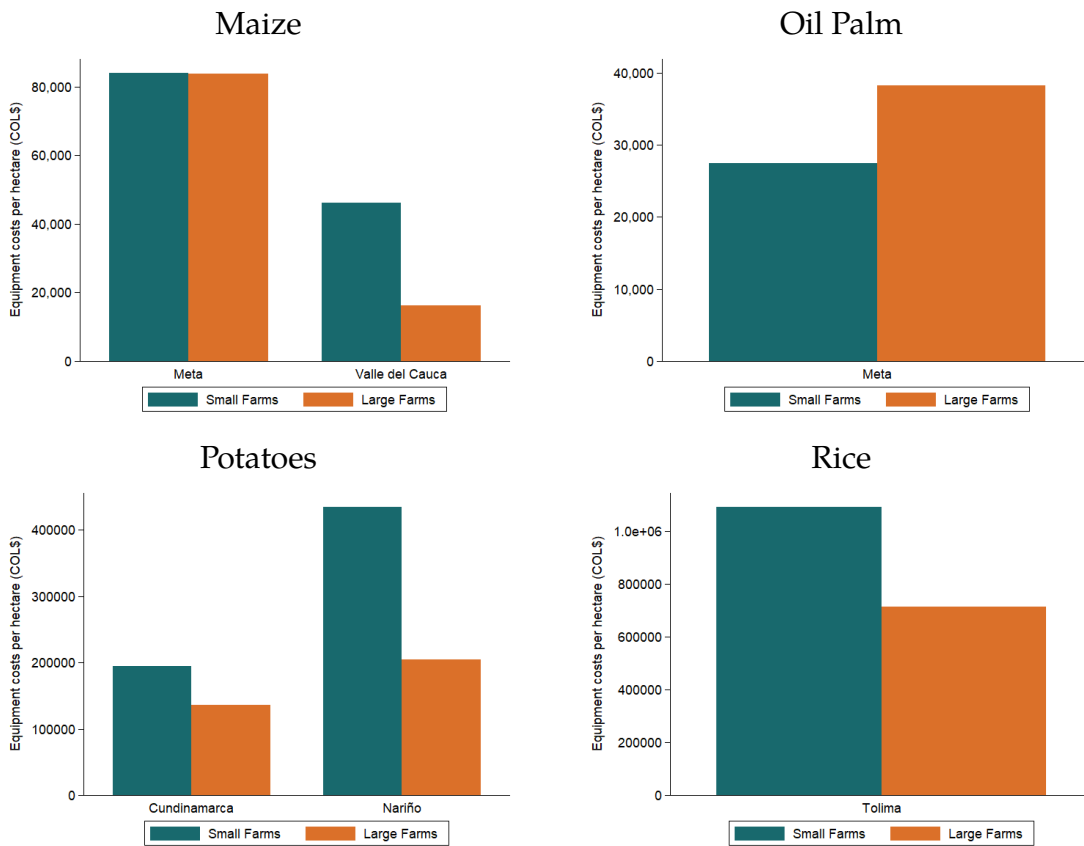 Maize
Equipment costs per hectare (COL$)
80,000
60,000
40,000
20,000
0
Meta
Valle del Cauca
Small Farms
Large Farms
Oil Palm
Equipment costs per hectare (COL$)
40,000
30,000
20,000
10,000
0
Meta
Small Farms
Large Farms
Potatoes
Equipment costs per hectare (COL$)
400000
300000
200000
100000
0
Cundinamarca
Nariño
Small Farms
Large Farms
Rice
Equipment costs per hectare (COL$)
1.0e+06
800000
600000
400000
200000
0
Tolima
Small Farms
Large Farms